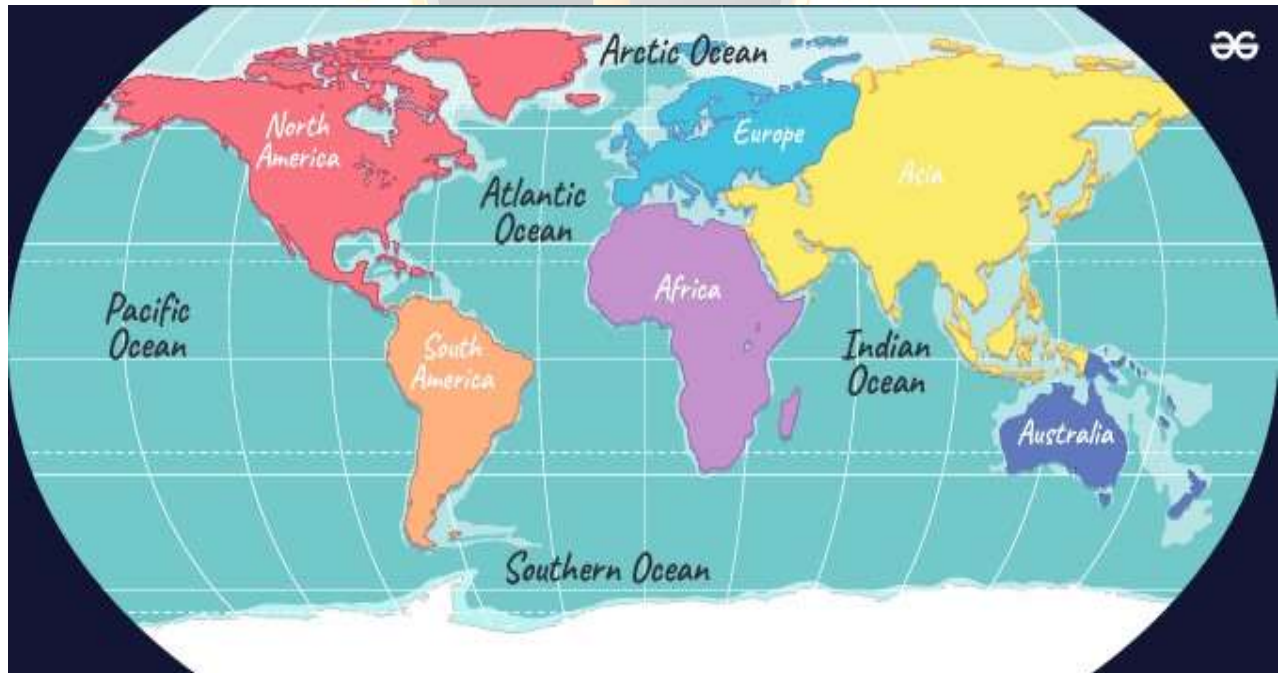 Arctic Ocean
North
America
Europe
Asia
Atlantic
Ocean
Africa
Pacific
Ocean
South
America
Indian
Ocean
Australia
Southern Ocean